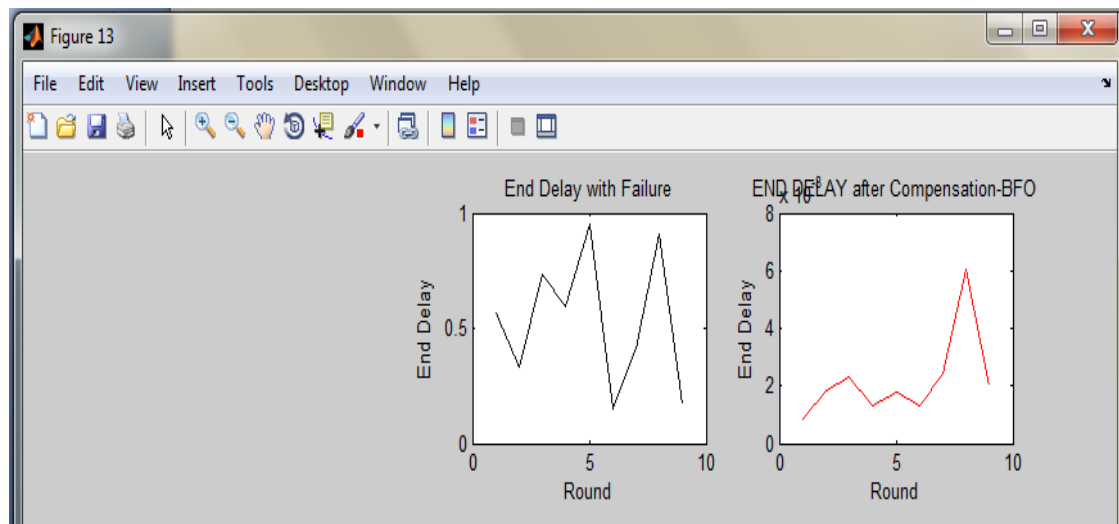 Figure 13
File Edit View Insert Tools Desktop Window Help
End Delay with Failure
1
0.5
0
End Delay
0 5 10
Round
END DELAY after Compensation-BFO
x 10-8
8
6
4
2
0
End Delay
0 5 10
Round